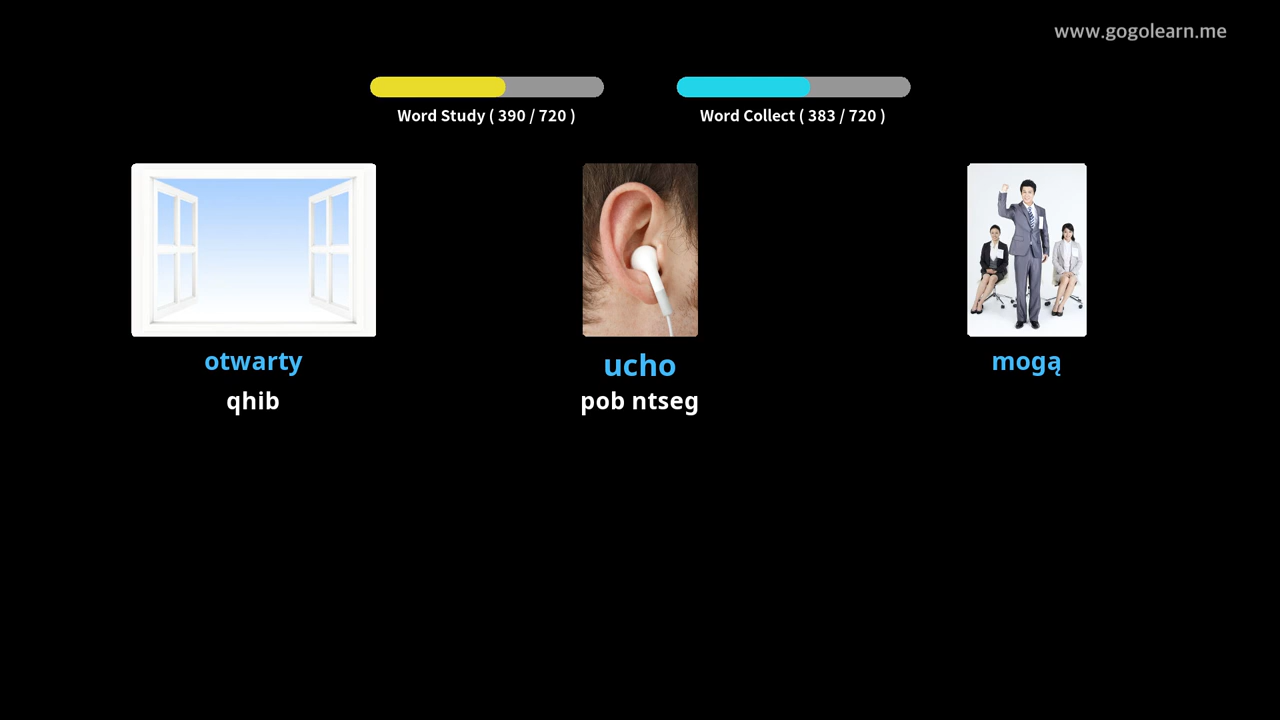 www.gogolearn.me
Word Study ( 390 / 720 )
Word Collect ( 383 / 720 )
otwarty
qhib
ucho
pob ntseg
mogą